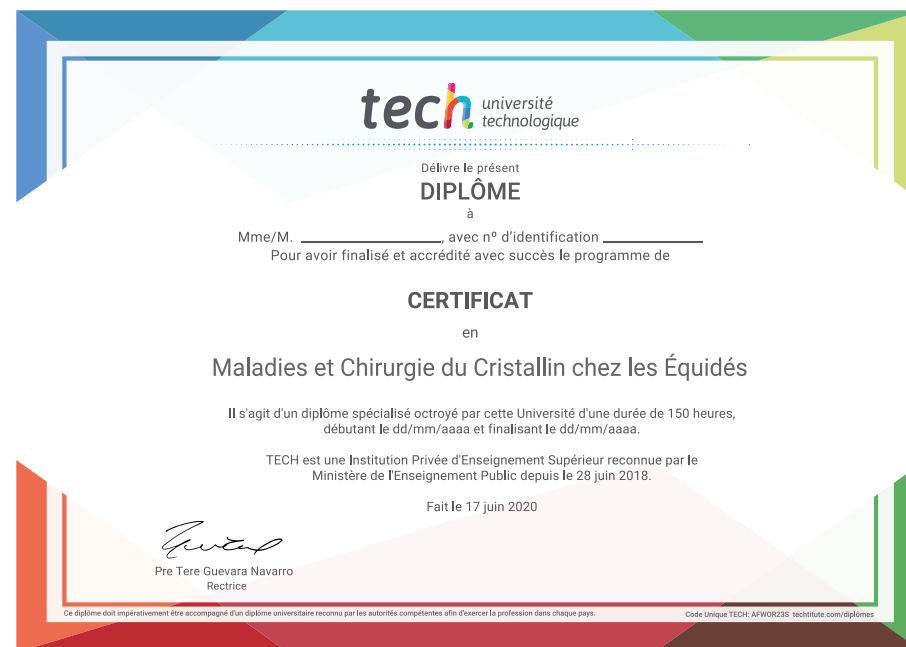 tech université
technologique
Délivre le présent
DIPLÔME
à
Mme/M. ____________________, avec nº d'identification ______________
Pour avoir finalisé et accrédité avec succès le programme de
CERTIFICAT
en
Maladies et Chirurgie du Cristallin chez les Équidés
Il s'agit d'un diplôme spécialisé octroyé par cette Université d'une durée de 150 heures,
débutant le dd/mm/aaaa et finalisant le dd/mm/aaaa.
TECH est une Institution Privée d'Enseignement Supérieur reconnue par le
Ministère de l'Enseignement Public depuis le 28 juin 2018.
Fait le 17 juin 2020
Pre Tere Guevara Navarro
Rectrice
Ce diplôme doit impérativement être accompagné d'un diplôme universitaire reconnu par les autorités compétentes afin d'exercer la profession dans chaque pays.
Code Unique TECH: AFWOR23S techtitute.com/diplômes